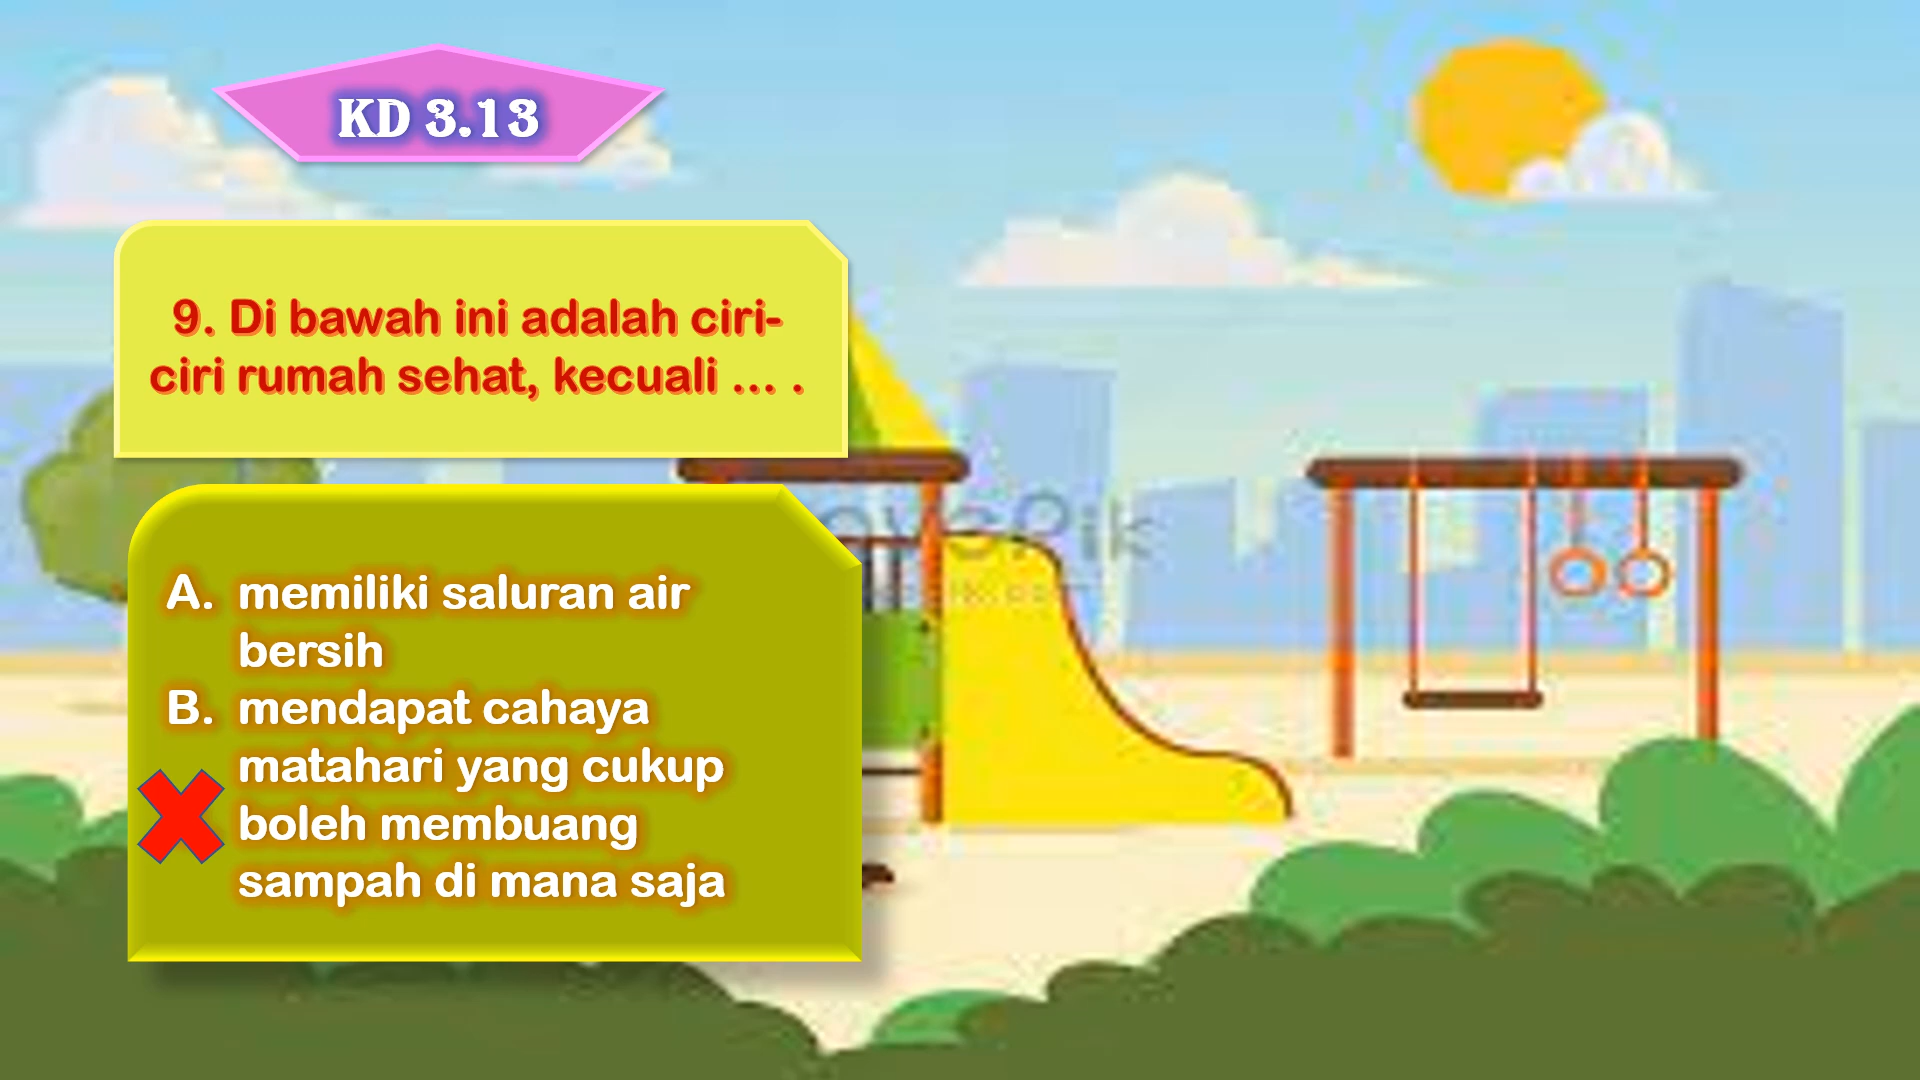 KD 3.13
9. Di bawah ini adalah ciri-
ciri rumah sehat, kecuali ... .
A. memiliki saluran air
bersih
B. mendapat cahaya
matahari yang cukup
boleh membuang
sampah di mana saja